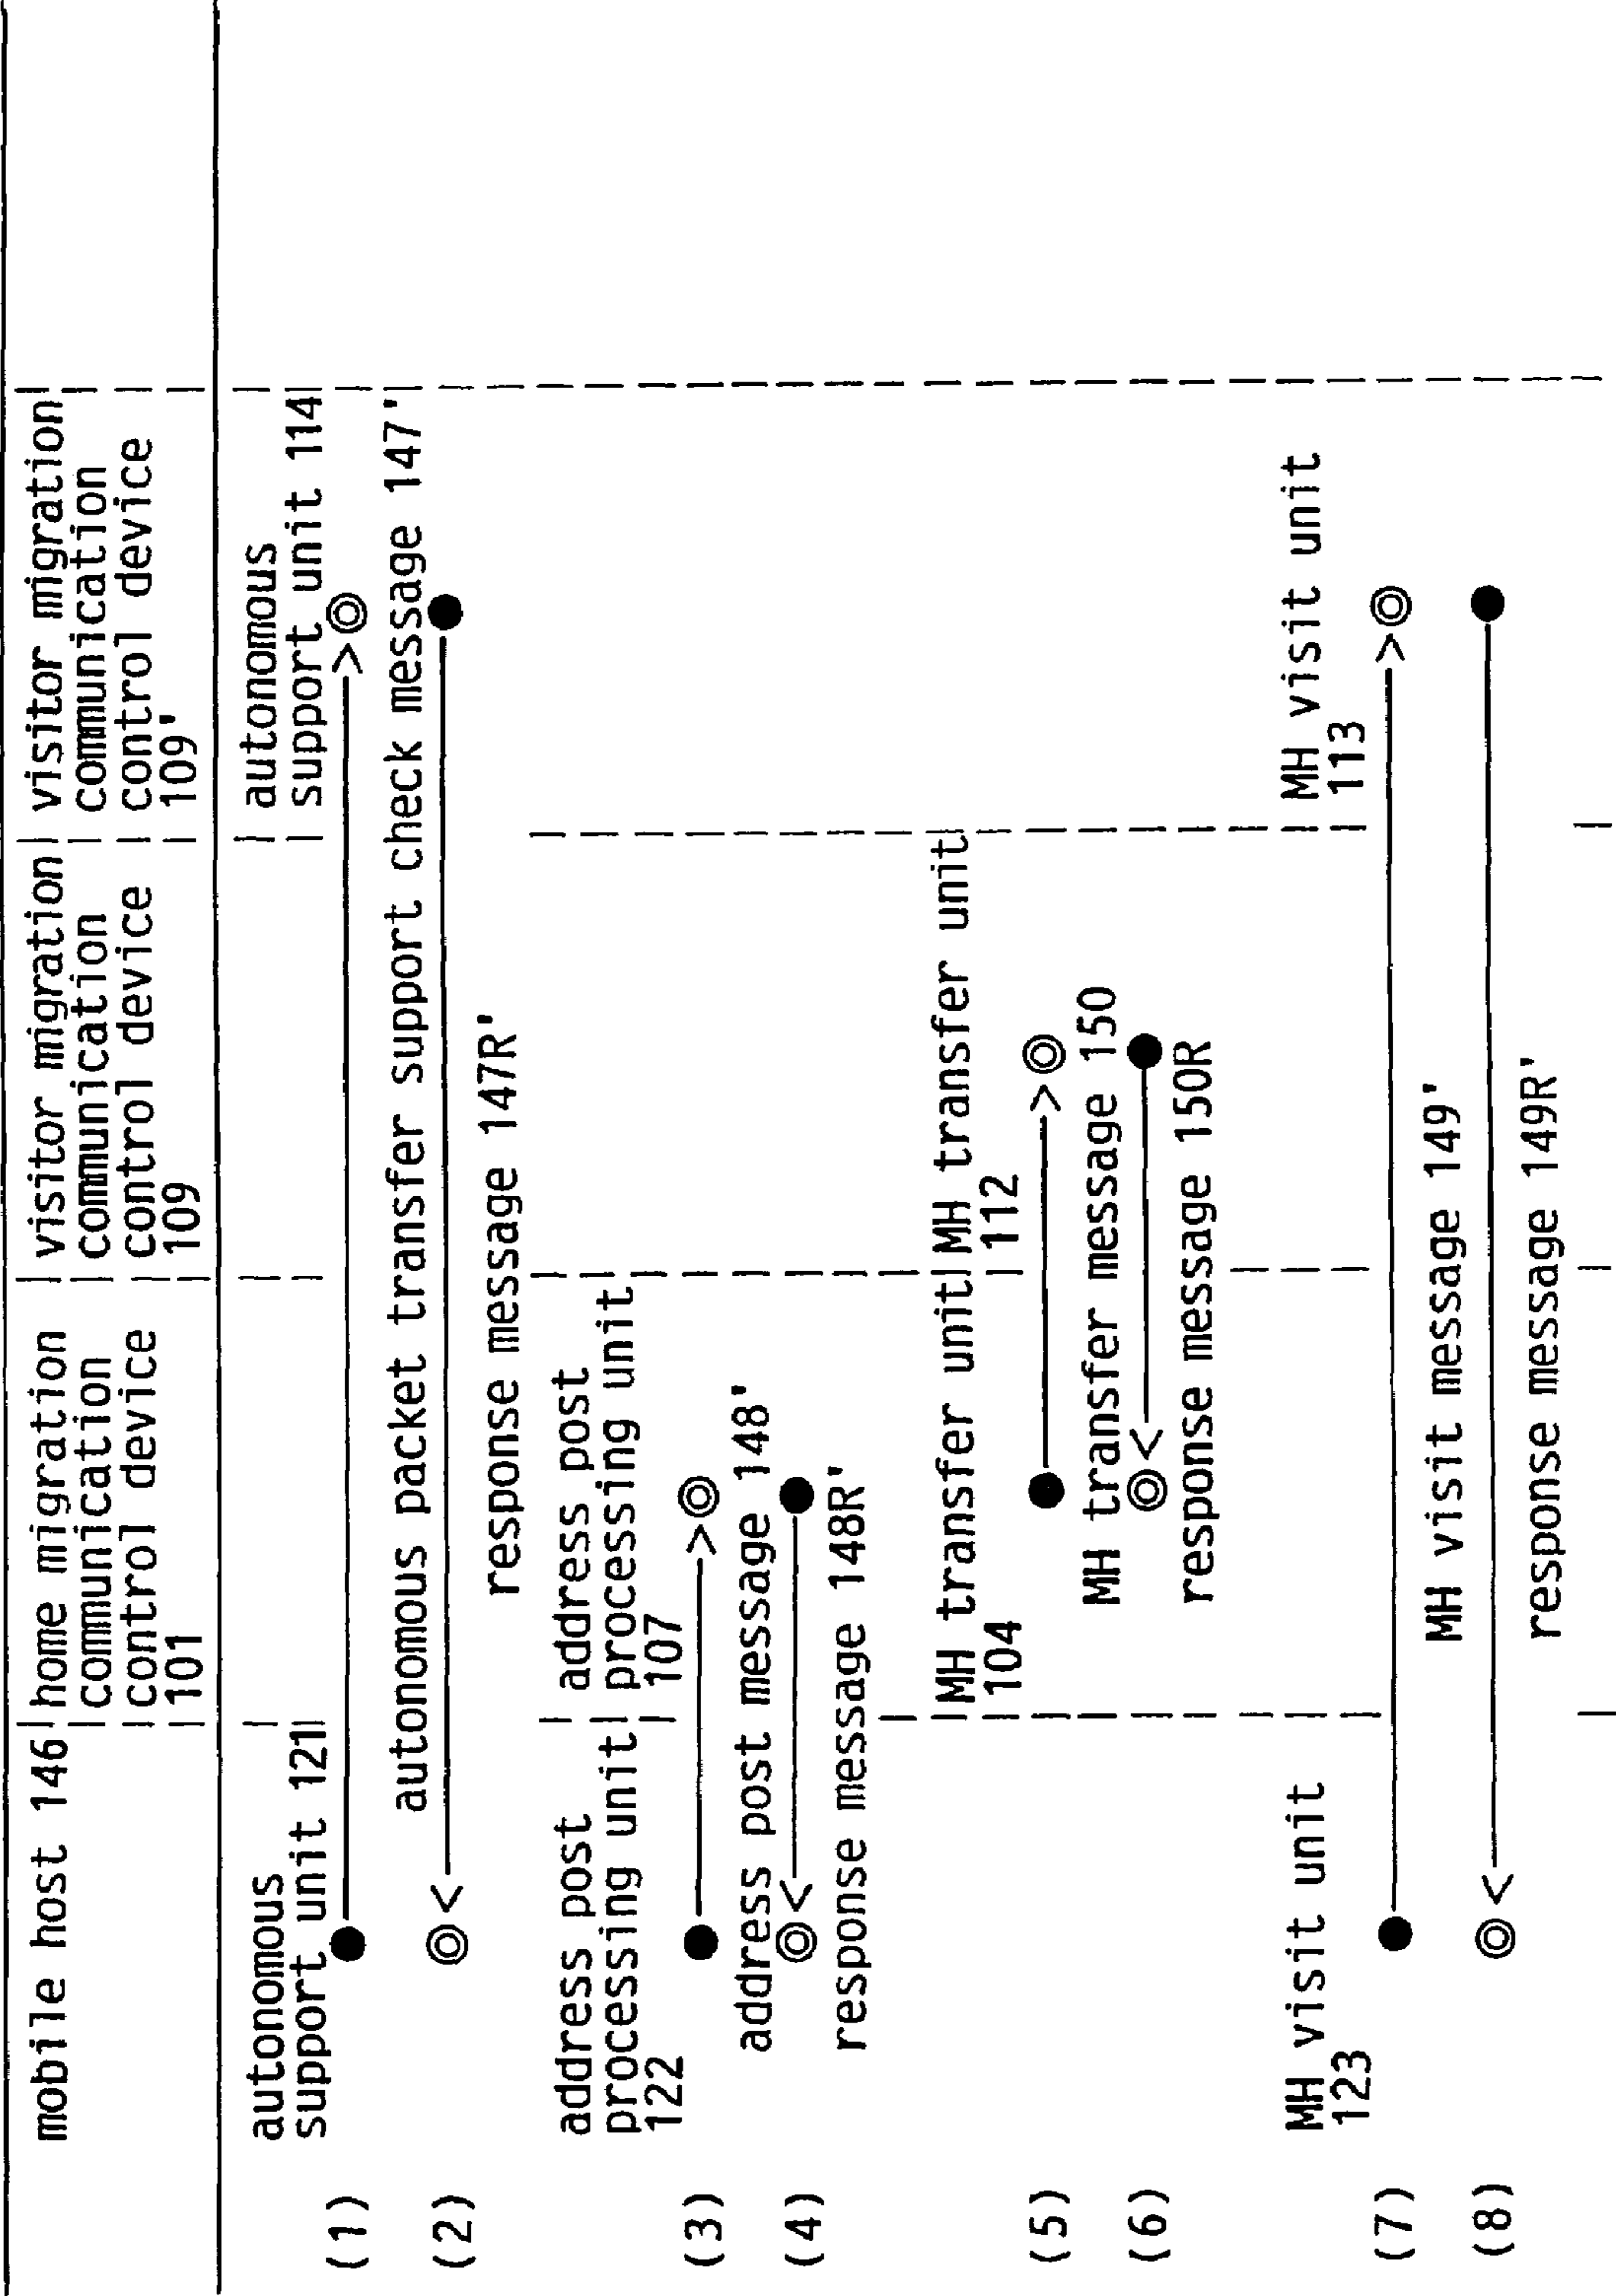 mobile host 146
home migration
communication
control device
101
visitor migration
communication
control device
109
visitor migration
communication
control device
109'
autonomous
support unit 121
autonomous
support unit 114
(1)
autonomous packet transfer support check message 147'
(2)
response message 147R'
address post
processing unit
122
address post
processing unit
107
(3)
address post message 148'
(4)
response message 148R'
MH transfer unit
104
MH transfer unit
112
(5)
MH transfer message 150
(6)
response message 150R
MH visit unit
123
MH visit unit
113
(7)
MH visit message 149'
(8)
response message 149R'